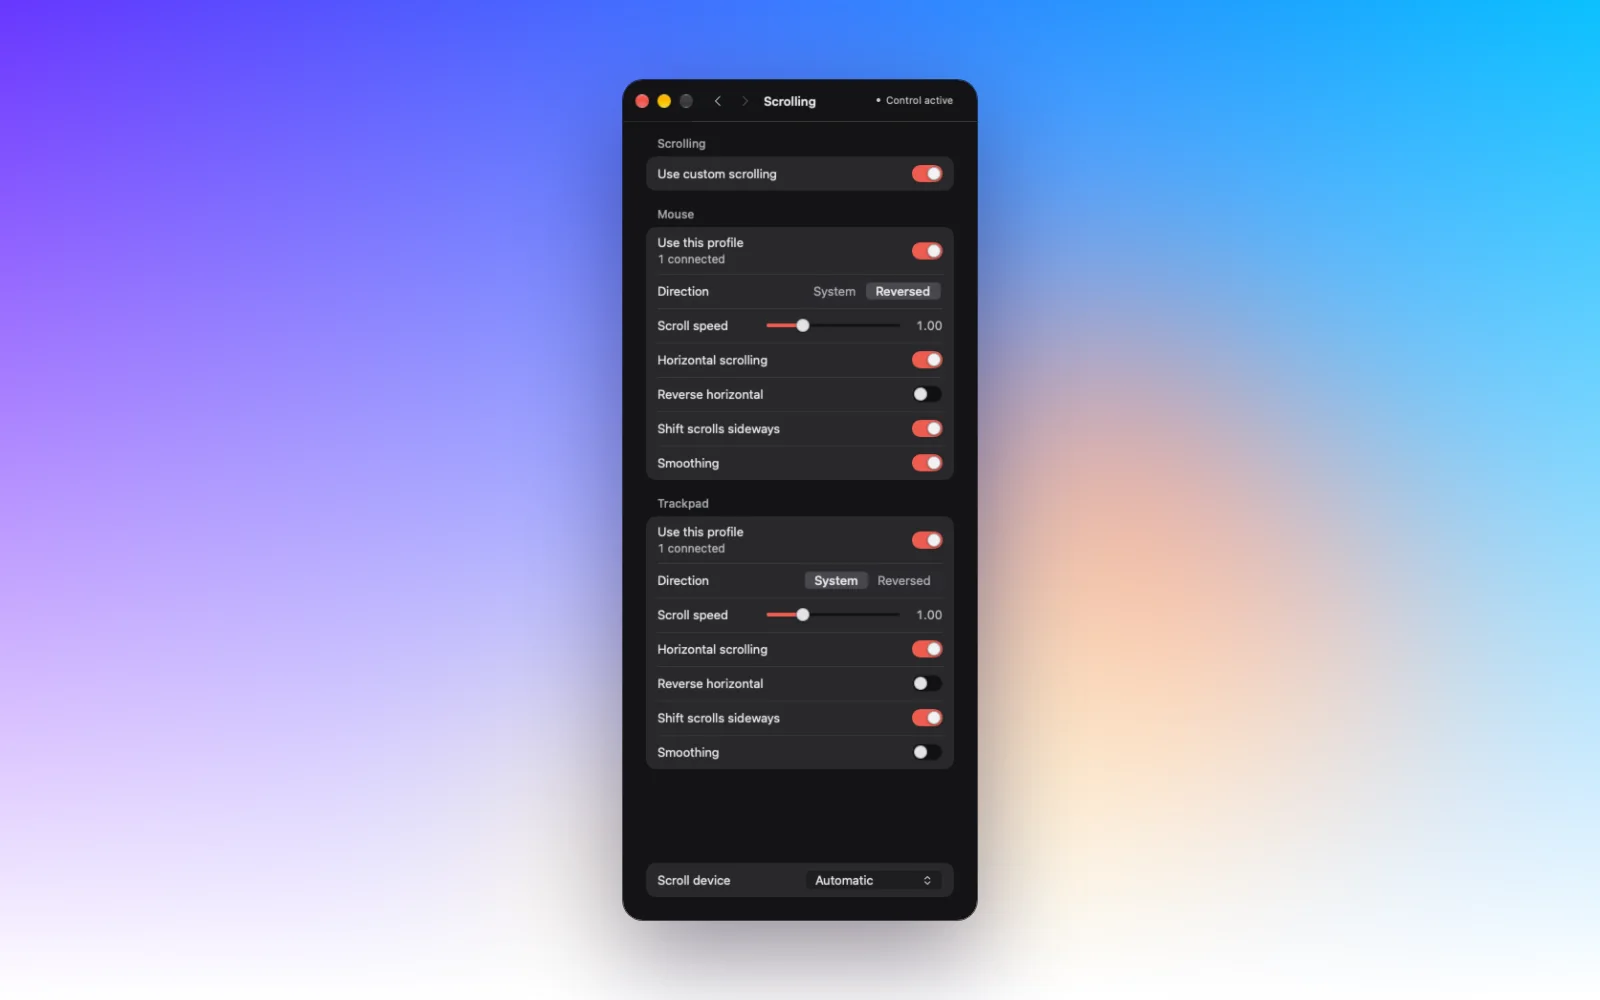 Scrolling
Control active
Scrolling
Use custom scrolling
Mouse
Use this profile
1 connected
Direction System Reversed
Scroll speed 1.00
Horizontal scrolling
Reverse horizontal
Shift scrolls sideways
Smoothing
Trackpad
Use this profile
1 connected
Direction System Reversed
Scroll speed 1.00
Horizontal scrolling
Reverse horizontal
Shift scrolls sideways
Smoothing
Scroll device Automatic